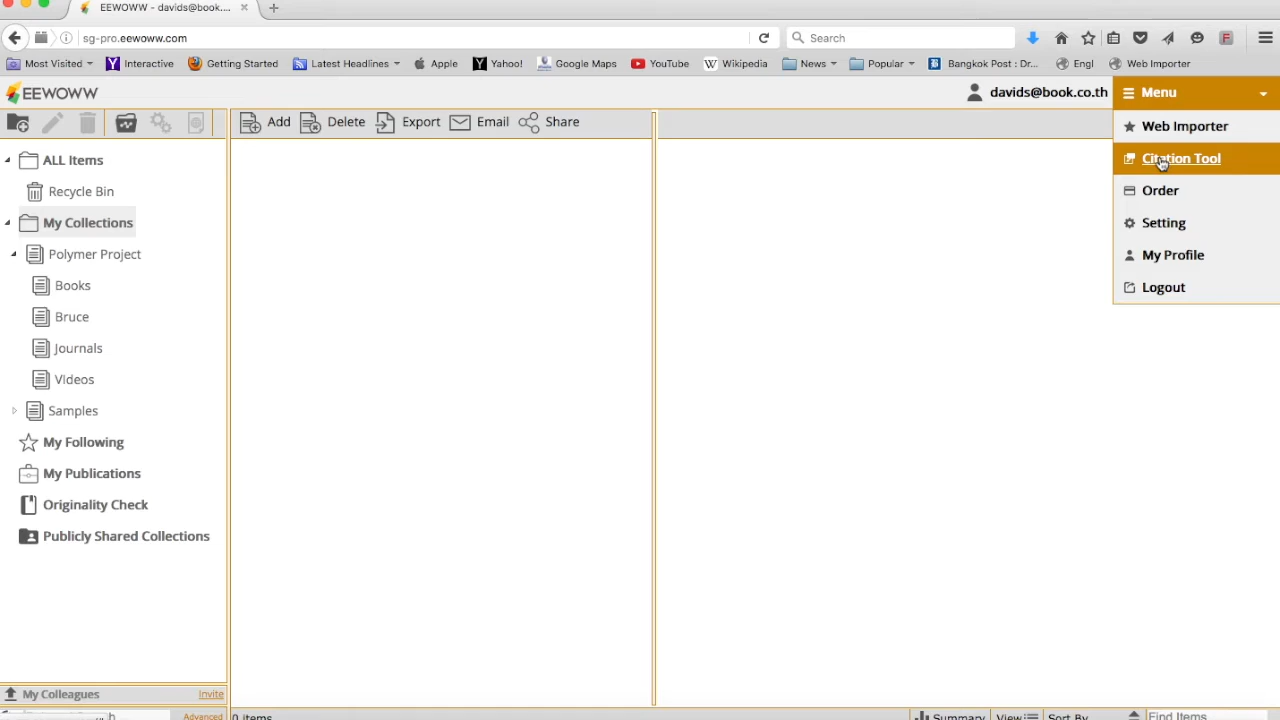 EEWOWW - davids@book....
sg-pro.eewoww.com
Search
Most Visited
Interactive
Getting Started
Latest Headlines
Apple
Yahoo!
Google Maps
YouTube
Wikipedia
News
Popular
Bangkok Post : Dr...
Engl
Web Importer
EEWOWW
davids@book.co.th
Menu
Add
Delete
Export
Email
Share
Web Importer
Citation Tool
Order
Setting
My Profile
Logout
ALL Items
Recycle Bin
My Collections
Polymer Project
Books
Bruce
Journals
Videos
Samples
My Following
My Publications
Originality Check
Publicly Shared Collections
My Colleagues
Invite
Advanced
0 items
Summary
View
Sort By
Find Items